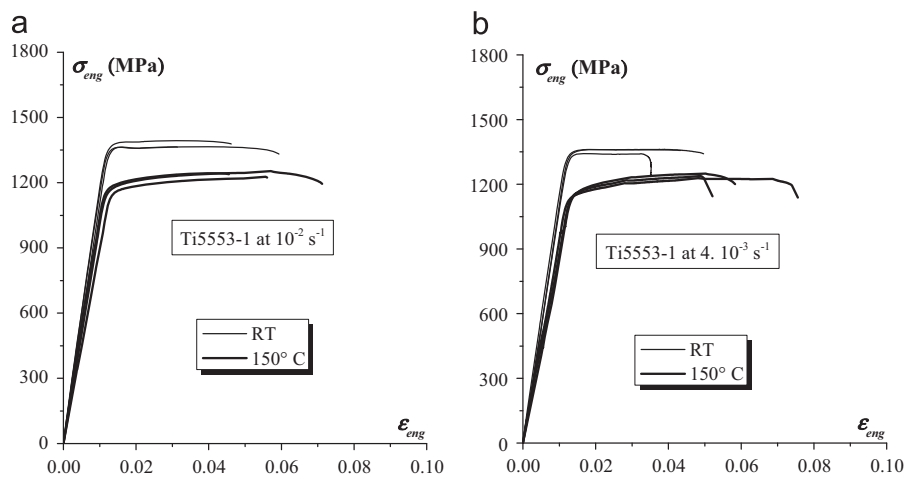 a
σeng (MPa)
1800
1500
1200
900
600
300
0
0.00 0.02 0.04 0.06 0.08 0.10
εeng
Ti5553-1 at 10⁻² s⁻¹
RT
150° C
b
σeng (MPa)
1800
1500
1200
900
600
300
0
0.00 0.02 0.04 0.06 0.08 0.10
εeng
Ti5553-1 at 4. 10⁻³ s⁻¹
RT
150° C